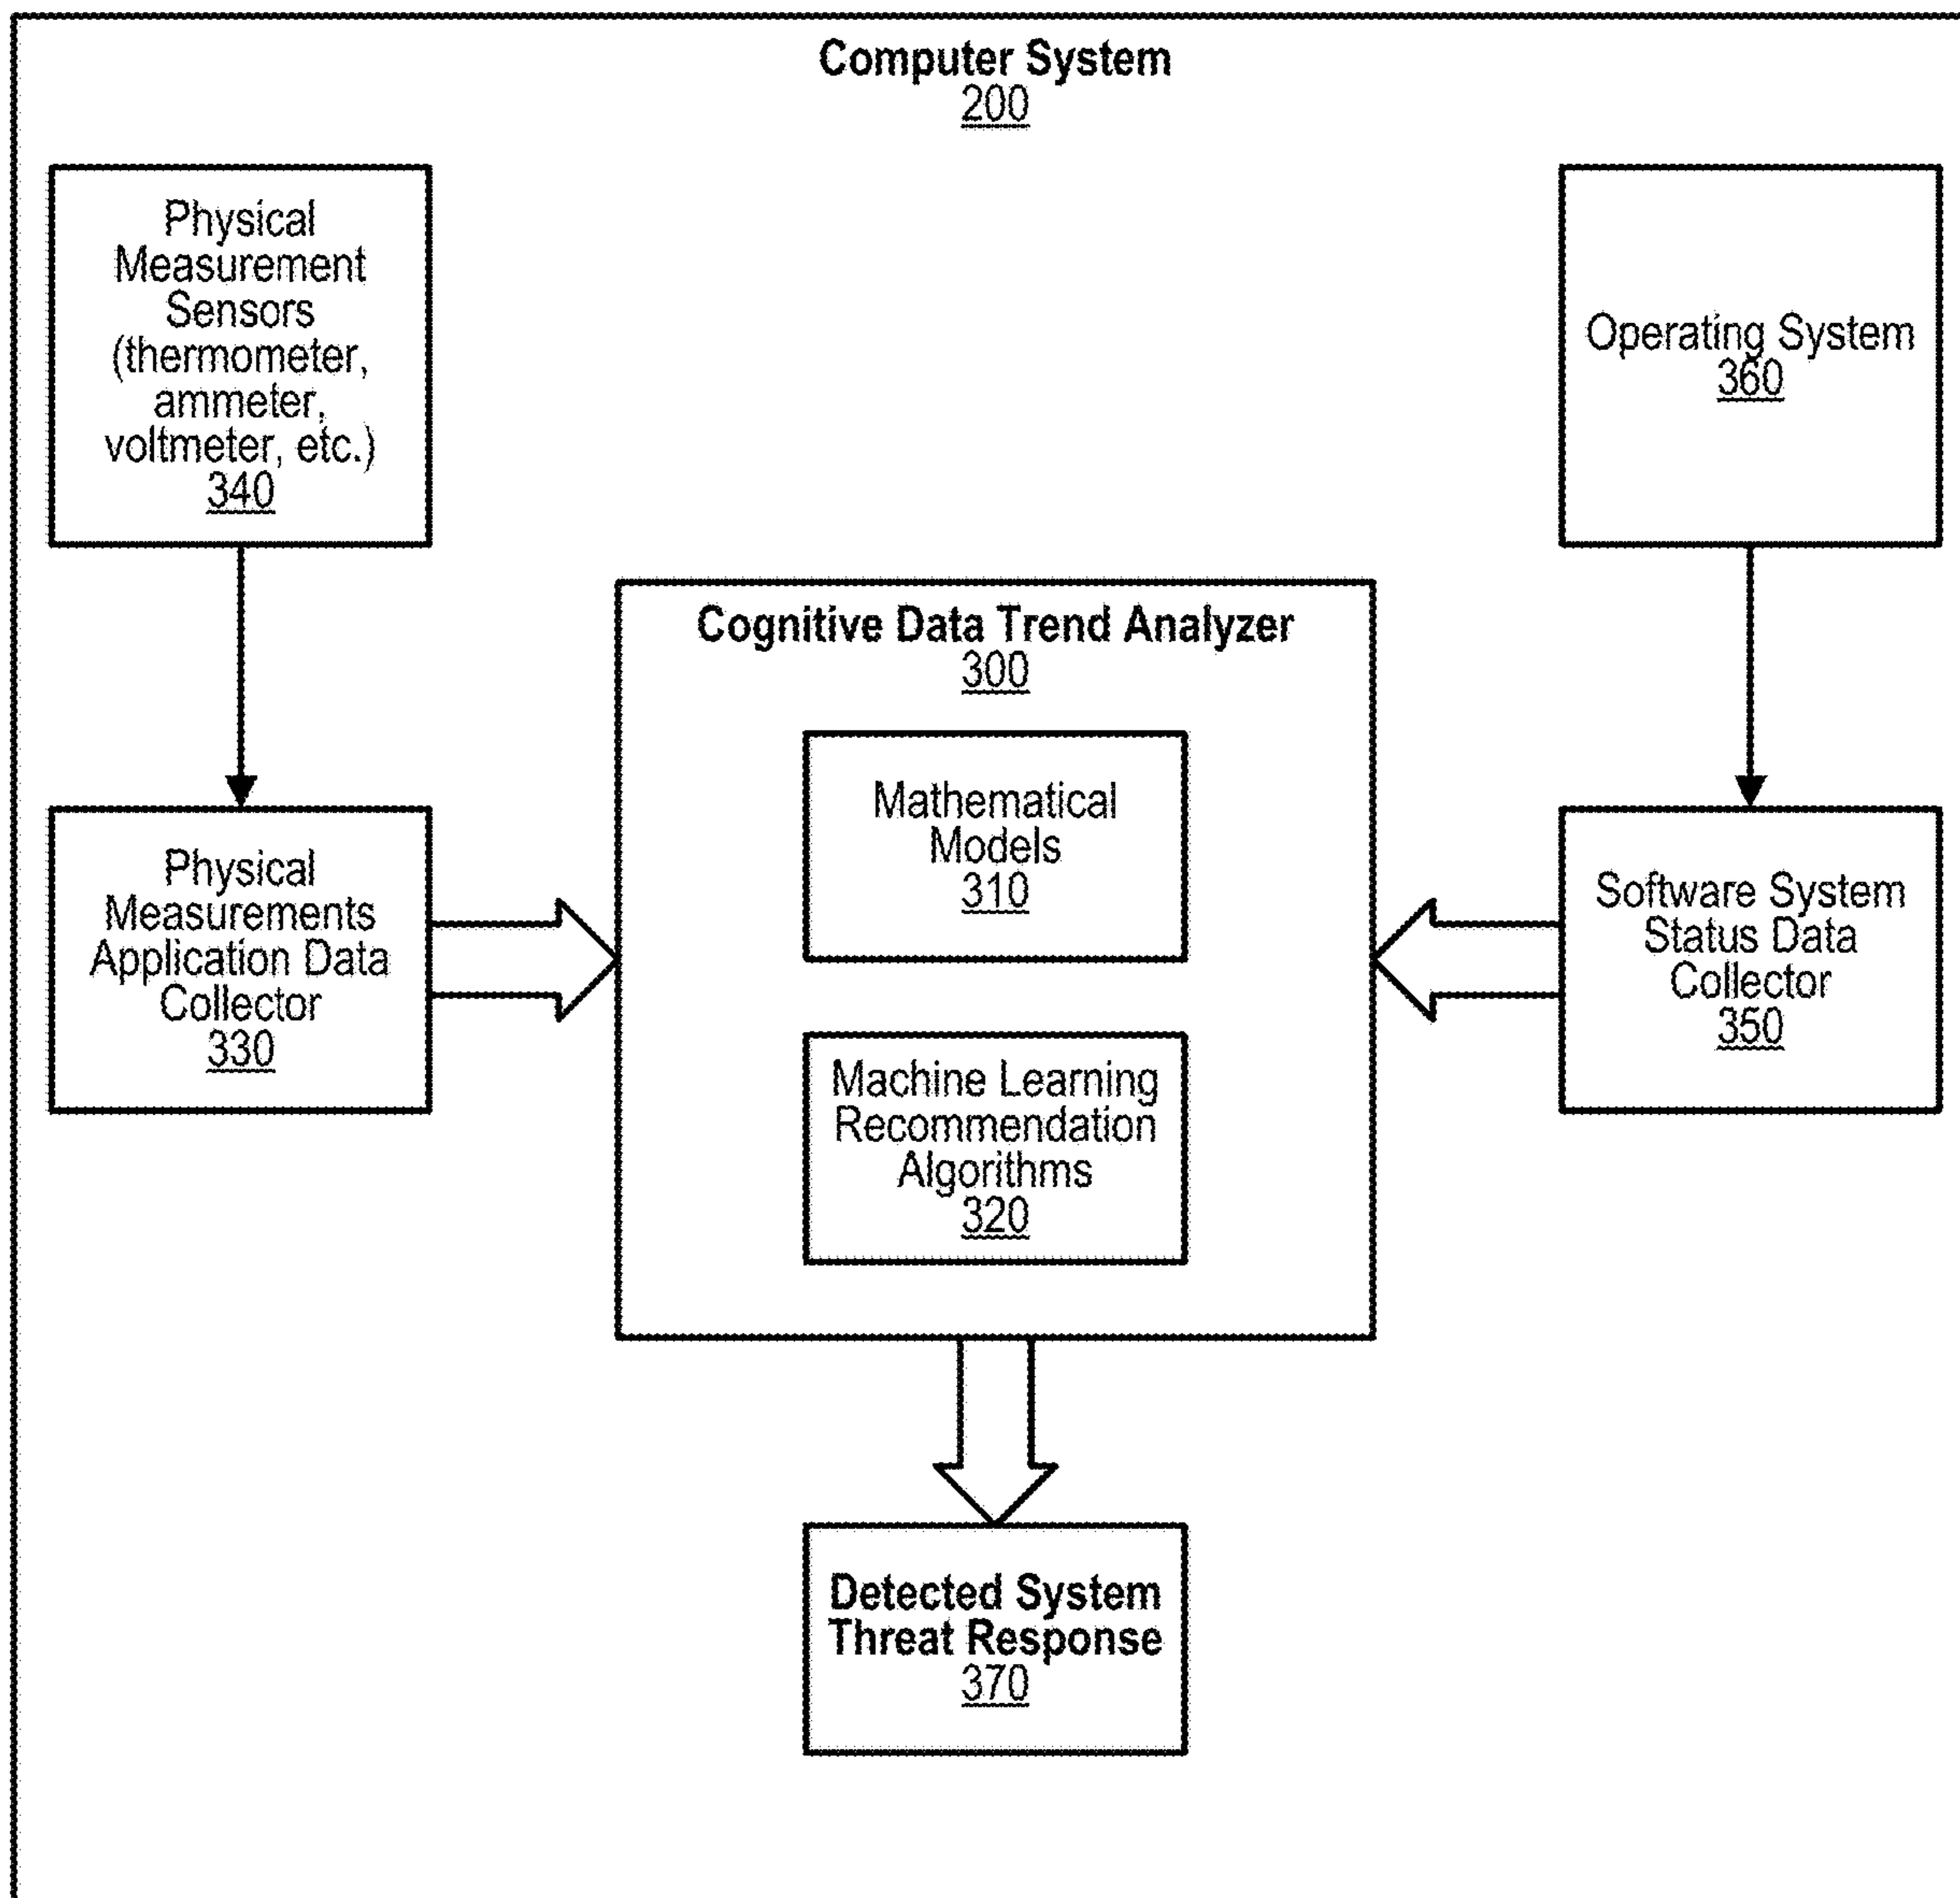 Computer System
200
Physical
Measurement
Sensors
(thermometer,
ammeter,
voltmeter, etc.)
340
Operating System
360
Cognitive Data Trend Analyzer
300
Mathematical
Models
310
Physical
Measurements
Application Data
Collector
330
Software System
Status Data
Collector
350
Machine Learning
Recommendation
Algorithms
320
Detected System
Threat Response
370